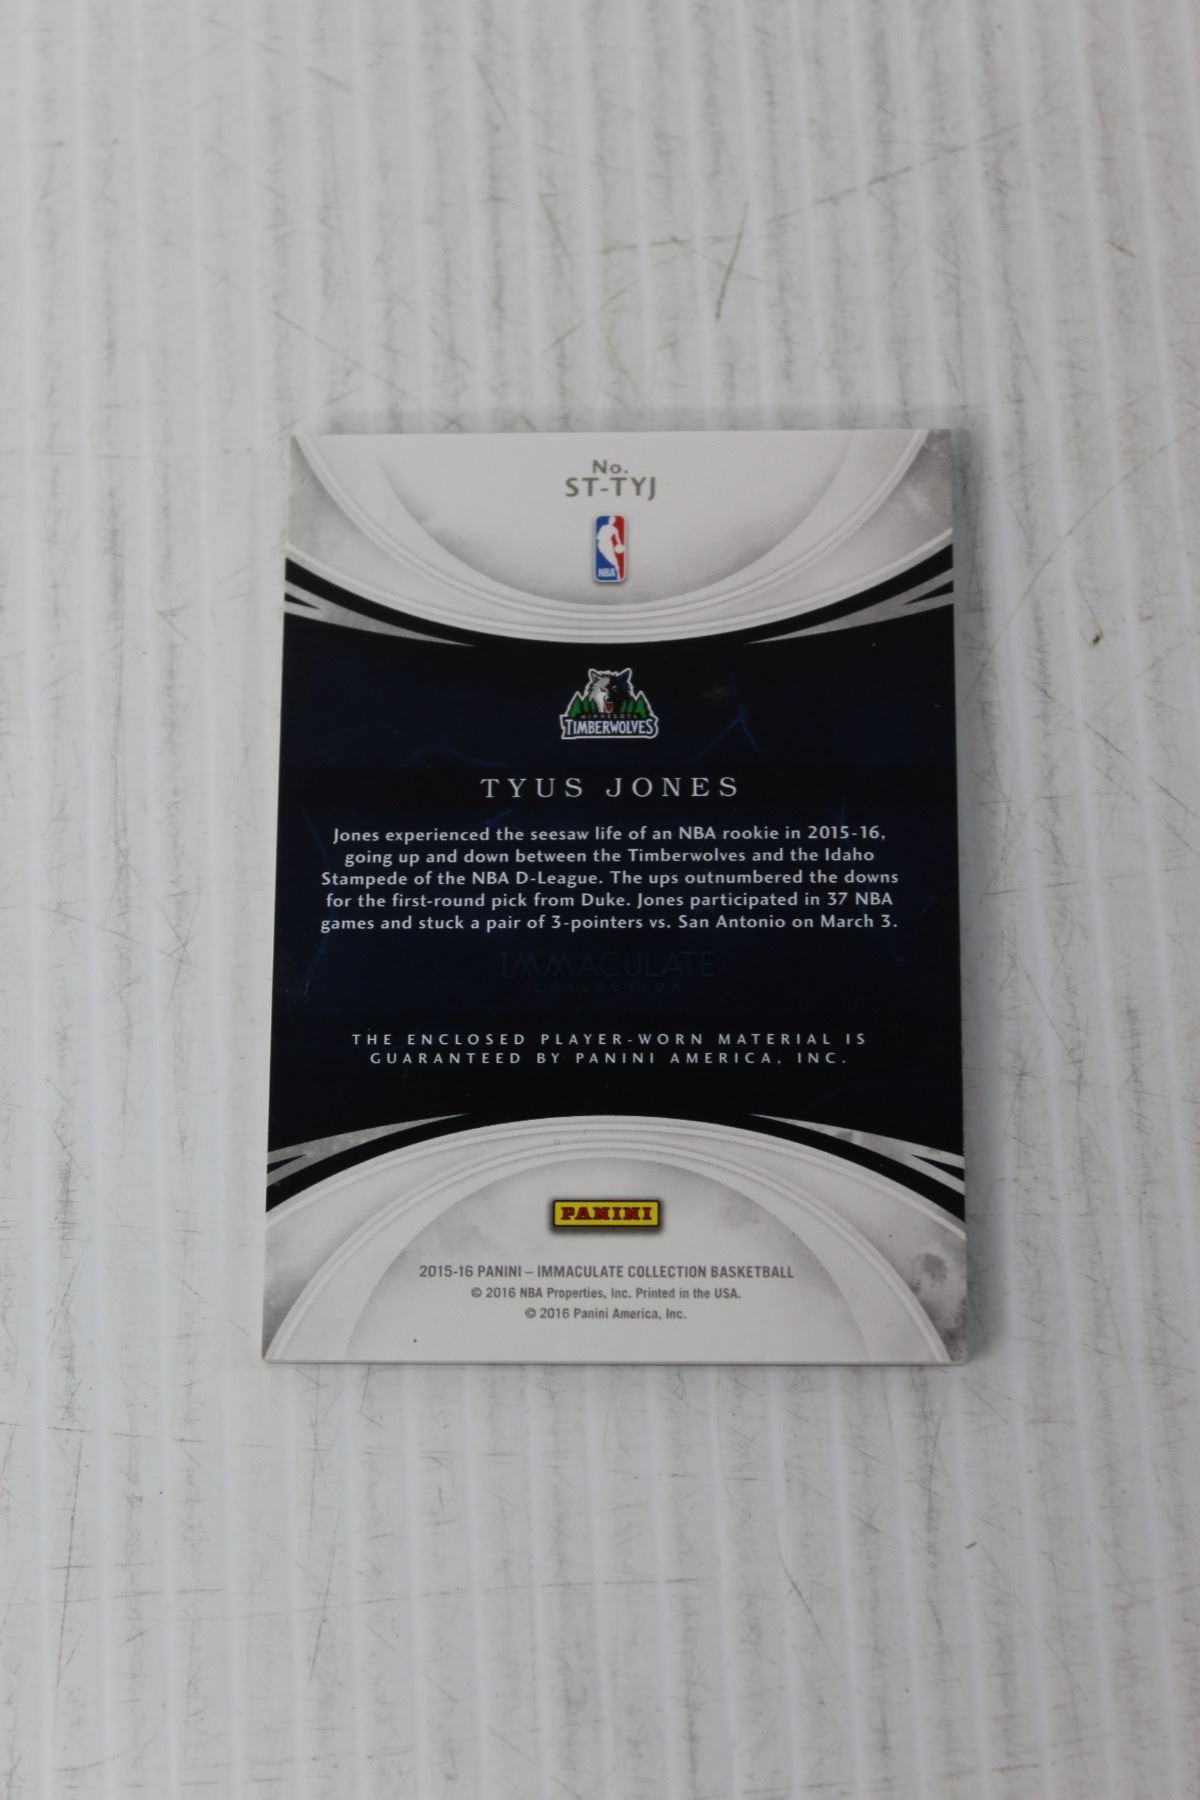 No.
ST-TYJ
NBA
MINNESOTA
TIMBERWOLVES
TYUS JONES
Jones experienced the seesaw life of an NBA rookie in 2015-16,
going up and down between the Timberwolves and the Idaho
Stampede of the NBA D-League. The ups outnumbered the downs
for the first-round pick from Duke. Jones participated in 37 NBA
games and stuck a pair of 3-pointers vs. San Antonio on March 3.
IMMACULATE
COLLECTION
THE ENCLOSED PLAYER-WORN MATERIAL IS
GUARANTEED BY PANINI AMERICA, INC.
PANINI
2015-16 PANINI – IMMACULATE COLLECTION BASKETBALL
© 2016 NBA Properties, Inc. Printed in the USA.
© 2016 Panini America, Inc.